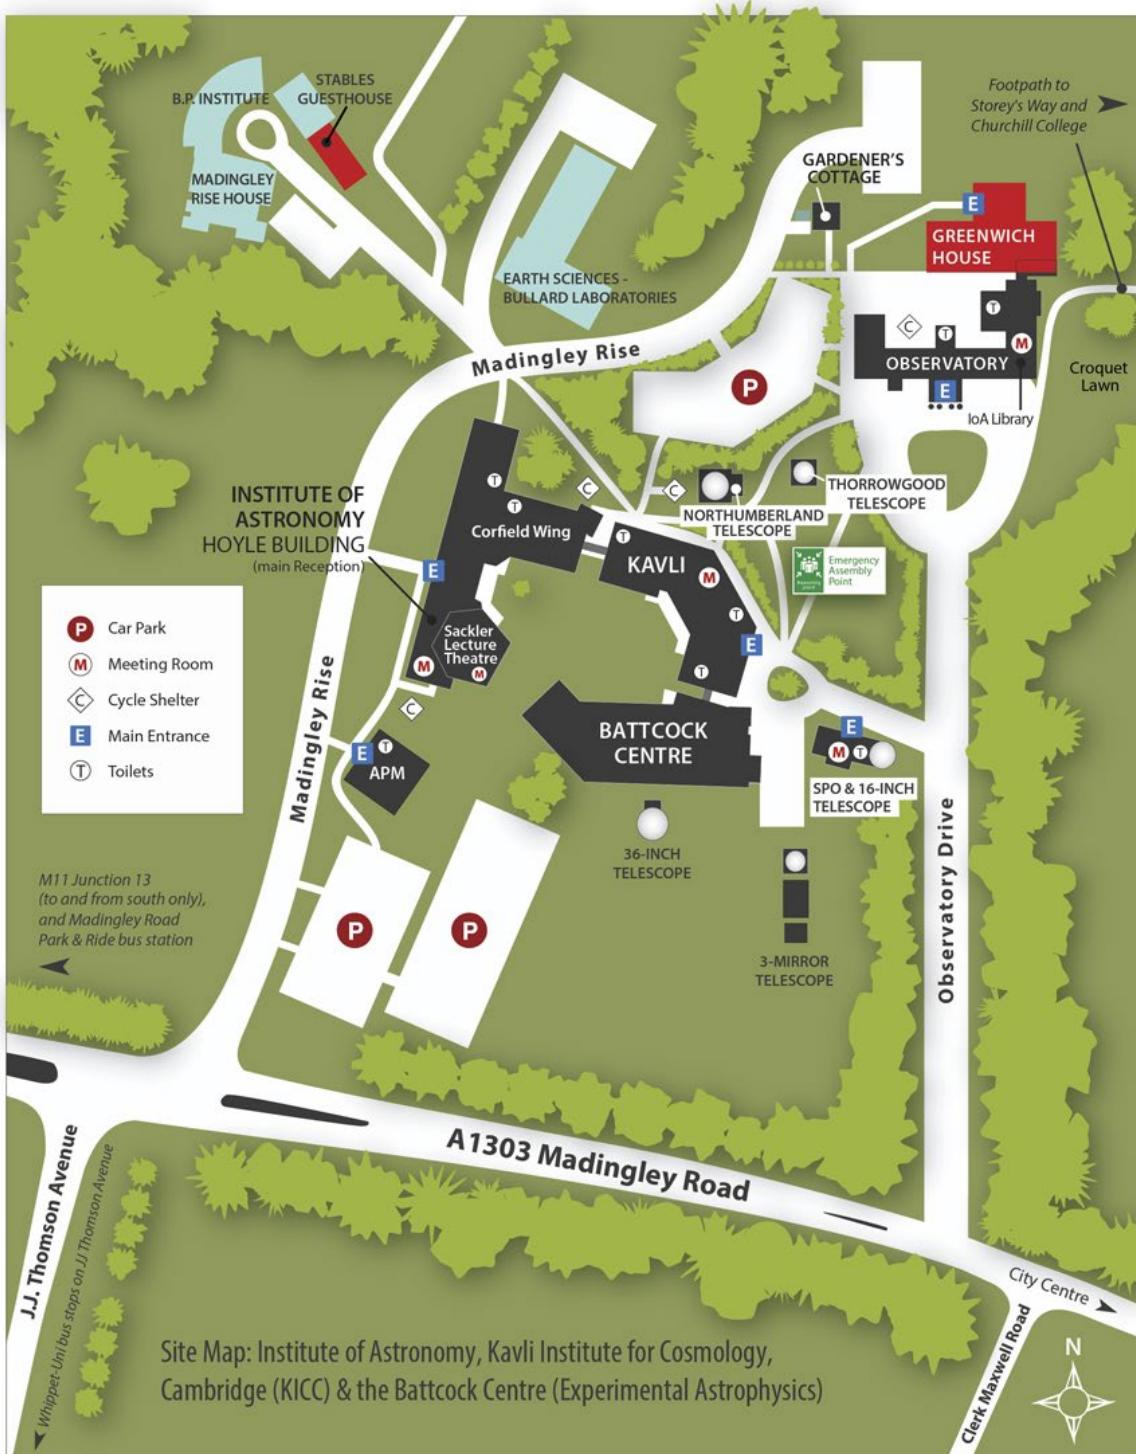 STABLES
GUESTHOUSE
B.P. INSTITUTE
MADINGLEY
RISE HOUSE
Footpath to
Storey's Way and
Churchill College
GARDENER'S
COTTAGE
E
GREENWICH
HOUSE
EARTH SCIENCES -
BULLARD LABORATORIES
T
C
T
M
OBSERVATORY
E
IoA Library
Croquet
Lawn
Madingley Rise
P
INSTITUTE OF
ASTRONOMY
HOYLE BUILDING
(main Reception)
T
T
Corfield Wing
C
C
NORTHUMBERLAND
TELESCOPE
THORROWGOOD
TELESCOPE
T
KAVLI
M
T
T
E
Emergency
Assembly
Point
E
Sackler
Lecture
Theatre
M
M
C
P Car Park
M Meeting Room
C Cycle Shelter
E Main Entrance
T Toilets
Madingley Rise
E
T
APM
BATTCOCK
CENTRE
E
M
T
SPO & 16-INCH
TELESCOPE
36-INCH
TELESCOPE
3-MIRROR
TELESCOPE
Observatory Drive
M11 Junction 13
(to and from south only),
and Madingley Road
Park & Ride bus station
P
P
A1303 Madingley Road
J.J. Thomson Avenue
Whippet-Uni bus stops on JJ Thomson Avenue
City Centre
Clerk Maxwell Road
N
Site Map: Institute of Astronomy, Kavli Institute for Cosmology,
Cambridge (KICC) & the Battcock Centre (Experimental Astrophysics)